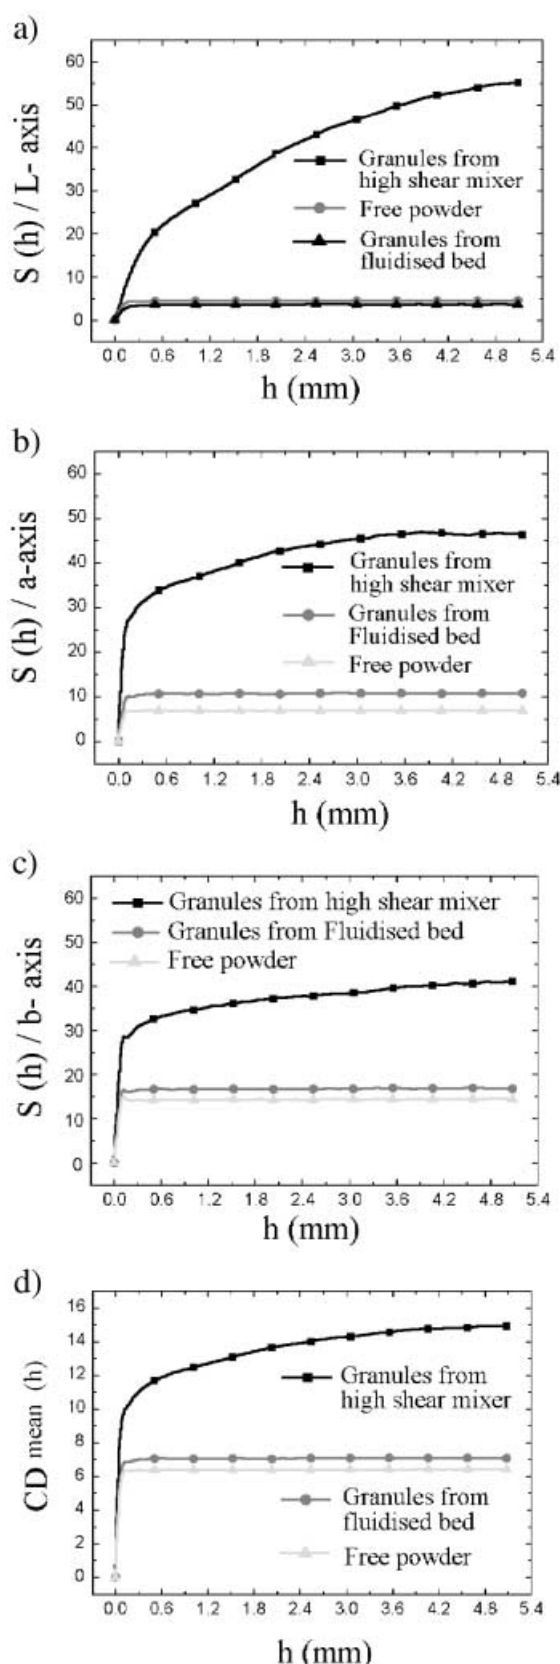 a)
60
50
40
30
20
10
0
S (h) / L- axis
Granules from
high shear mixer
Free powder
Granules from
fluidised bed
0.0 0.6 1.2 1.8 2.4 3.0 3.6 4.2 4.8 5.4
h (mm)
b)
60
50
40
30
20
10
0
S (h) / a-axis
Granules from
high shear mixer
Granules from
Fluidised bed
Free powder
0.0 0.6 1.2 1.8 2.4 3.0 3.6 4.2 4.8 5.4
h (mm)
c)
60
50
40
30
20
10
0
S (h) / b- axis
Granules from high shear mixer
Granules from Fluidised bed
Free powder
0.0 0.6 1.2 1.8 2.4 3.0 3.6 4.2 4.8 5.4
h (mm)
d)
16
14
12
10
8
6
4
2
0
CD mean (h)
Granules from
high shear mixer
Granules from
fluidised bed
Free powder
0.0 0.6 1.2 1.8 2.4 3.0 3.6 4.2 4.8 5.4
h (mm)